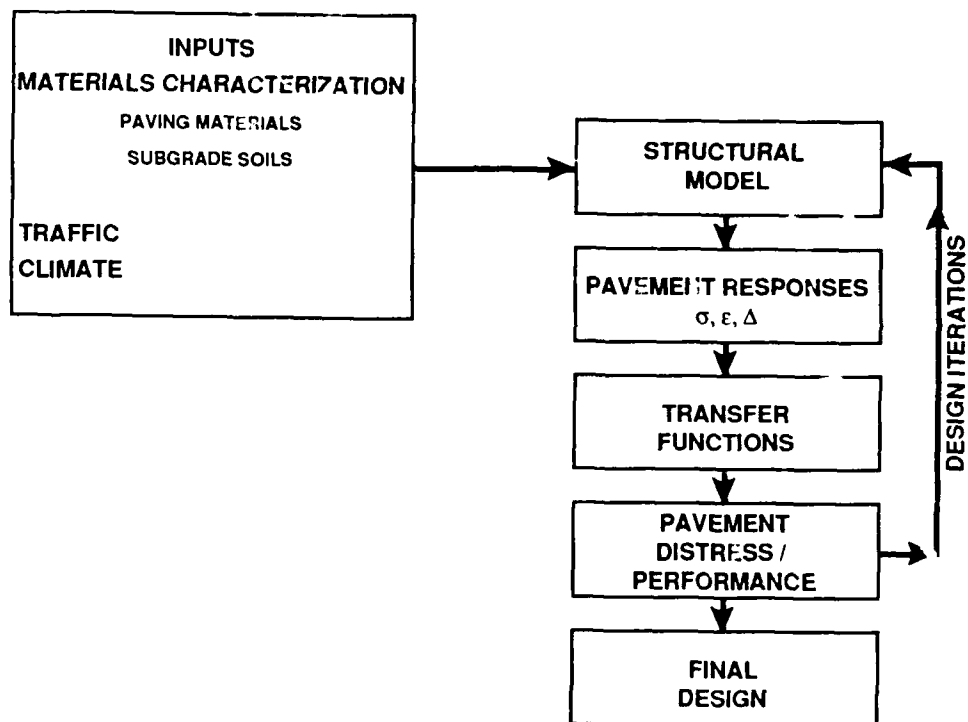 INPUTS
MATERIALS CHARACTERIZATION
PAVING MATERIALS
SUBGRADE SOILS
TRAFFIC
CLIMATE
STRUCTURAL
MODEL
PAVEMENT RESPONSES
σ, ε, Δ
TRANSFER
FUNCTIONS
PAVEMENT
DISTRESS /
PERFORMANCE
FINAL
DESIGN
DESIGN ITERATIONS